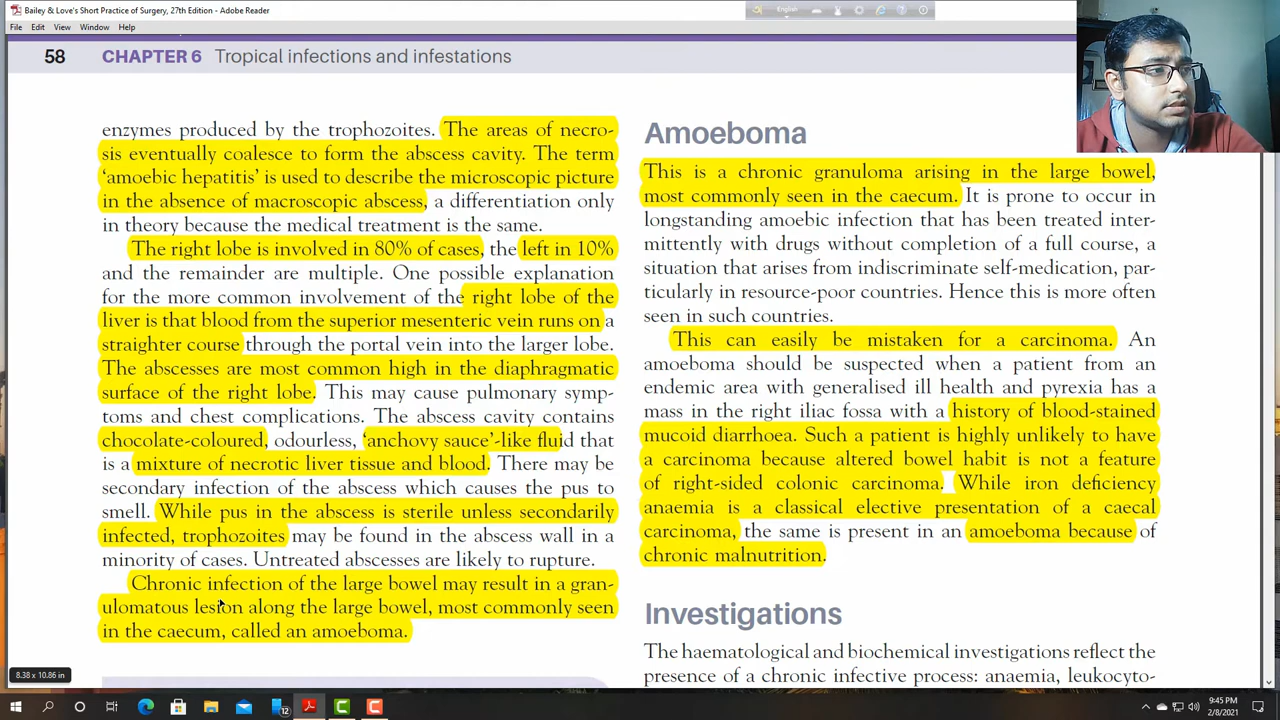 Bailey & Love's Short Practice of Surgery, 27th Edition - Adobe Reader
English
File Edit View Window Help
58 CHAPTER 6 Tropical infections and infestations
enzymes produced by the trophozoites. The areas of necro-
sis eventually coalesce to form the abscess cavity. The term
‘amoebic hepatitis’ is used to describe the microscopic picture
in the absence of macroscopic abscess, a differentiation only
in theory because the medical treatment is the same.
The right lobe is involved in 80% of cases, the left in 10%
and the remainder are multiple. One possible explanation
for the more common involvement of the right lobe of the
liver is that blood from the superior mesenteric vein runs on a
straighter course through the portal vein into the larger lobe.
The abscesses are most common high in the diaphragmatic
surface of the right lobe. This may cause pulmonary symp-
toms and chest complications. The abscess cavity contains
chocolate-coloured, odourless, ‘anchovy sauce’-like fluid that
is a mixture of necrotic liver tissue and blood. There may be
secondary infection of the abscess which causes the pus to
smell. While pus in the abscess is sterile unless secondarily
infected, trophozoites may be found in the abscess wall in a
minority of cases. Untreated abscesses are likely to rupture.
Chronic infection of the large bowel may result in a gran-
ulomatous lesion along the large bowel, most commonly seen
in the caecum, called an amoeboma.
Amoeboma
This is a chronic granuloma arising in the large bowel,
most commonly seen in the caecum. It is prone to occur in
longstanding amoebic infection that has been treated inter-
mittently with drugs without completion of a full course, a
situation that arises from indiscriminate self-medication, par-
ticularly in resource-poor countries. Hence this is more often
seen in such countries.
This can easily be mistaken for a carcinoma. An
amoeboma should be suspected when a patient from an
endemic area with generalised ill health and pyrexia has a
mass in the right iliac fossa with a history of blood-stained
mucoid diarrhoea. Such a patient is highly unlikely to have
a carcinoma because altered bowel habit is not a feature
of right-sided colonic carcinoma. While iron deficiency
anaemia is a classical elective presentation of a caecal
carcinoma, the same is present in an amoeboma because of
chronic malnutrition.
Investigations
The haematological and biochemical investigations reflect the
presence of a chronic infective process: anaemia, leukocyto-
8.38 x 10.86 in
12
9:45 PM
2/8/2021